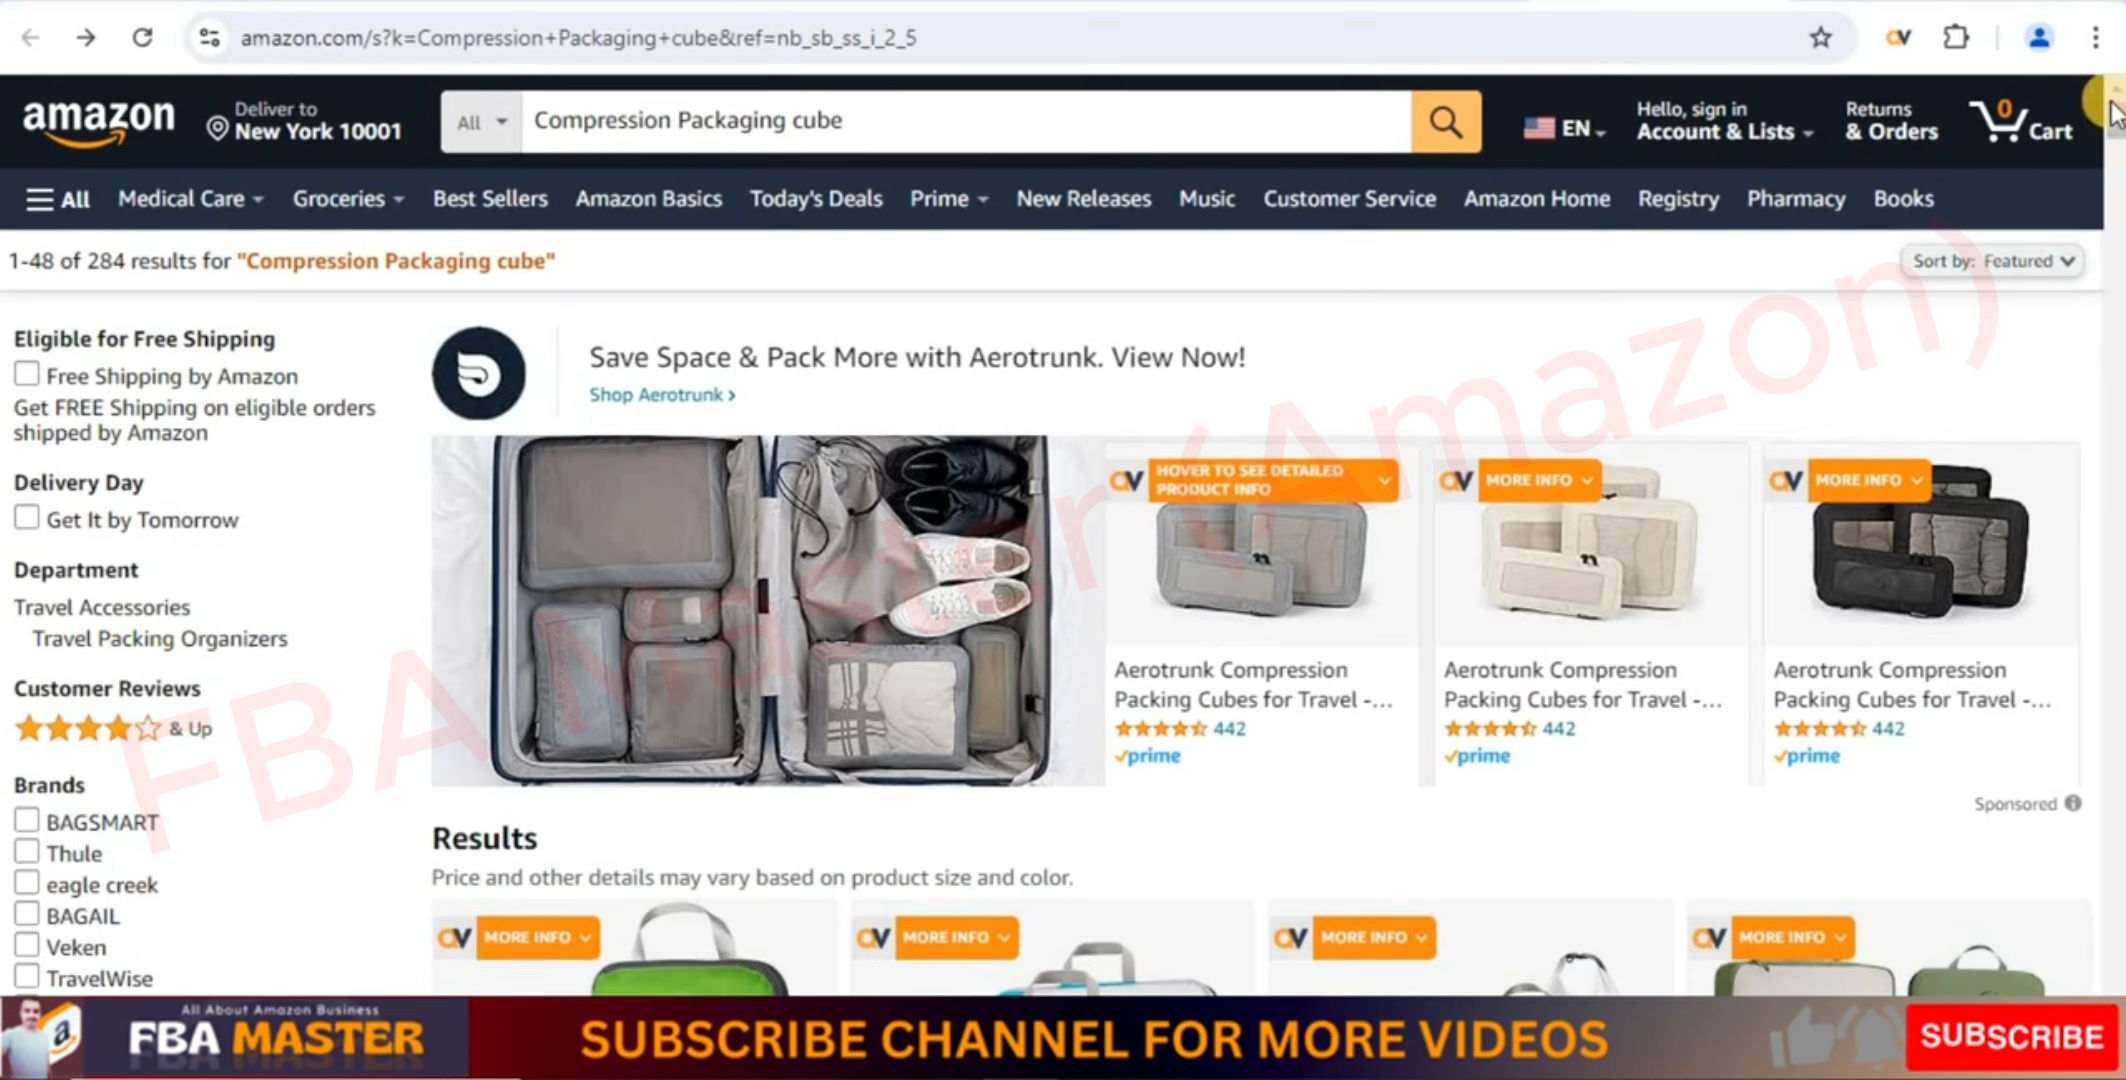 amazon.com/s?k=Compression+Packaging+cube&ref=nb_sb_ss_i_2_5
amazon
Deliver to
New York 10001
All
Compression Packaging cube
EN
Hello, sign in
Account & Lists
Returns
& Orders
0
Cart
All
Medical Care
Groceries
Best Sellers
Amazon Basics
Today's Deals
Prime
New Releases
Music
Customer Service
Amazon Home
Registry
Pharmacy
Books
1-48 of 284 results for "Compression Packaging cube"
Sort by: Featured
Eligible for Free Shipping
Free Shipping by Amazon
Get FREE Shipping on eligible orders
shipped by Amazon
Delivery Day
Get It by Tomorrow
Department
Travel Accessories
Travel Packing Organizers
Customer Reviews
& Up
Brands
BAGSMART
Thule
eagle creek
BAGAIL
Veken
TravelWise
Save Space & Pack More with Aerotrunk. View Now!
Shop Aerotrunk ›
HOVER TO SEE DETAILED
PRODUCT INFO
Aerotrunk Compression
Packing Cubes for Travel -...
442
prime
MORE INFO
Aerotrunk Compression
Packing Cubes for Travel -...
442
prime
MORE INFO
Aerotrunk Compression
Packing Cubes for Travel -...
442
prime
Sponsored
Results
Price and other details may vary based on product size and color.
MORE INFO
MORE INFO
MORE INFO
MORE INFO
FBA Master (Amazon)
All About Amazon Business
FBA MASTER
SUBSCRIBE CHANNEL FOR MORE VIDEOS
SUBSCRIBE